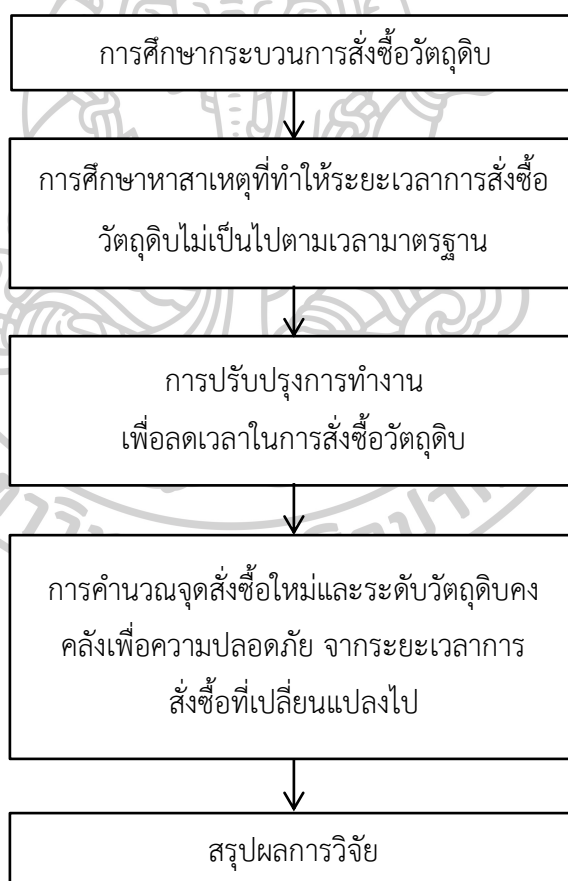 การศึกษากระบวนการสั่งซื้อวัตถุดิบ
การศึกษาหาสาเหตุที่ทำให้ระยะเวลาการสั่งซื้อ
วัตถุดิบไม่เป็นไปตามเวลามาตรฐาน
การปรับปรุงการทำงาน
เพื่อลดเวลาในการสั่งซื้อวัตถุดิบ
การคำนวณจุดสั่งซื้อใหม่และระดับวัตถุดิบคง
คลังเพื่อความปลอดภัย จากระยะเวลาการ
สั่งซื้อที่เปลี่ยนแปลงไป
สรุปผลการวิจัย